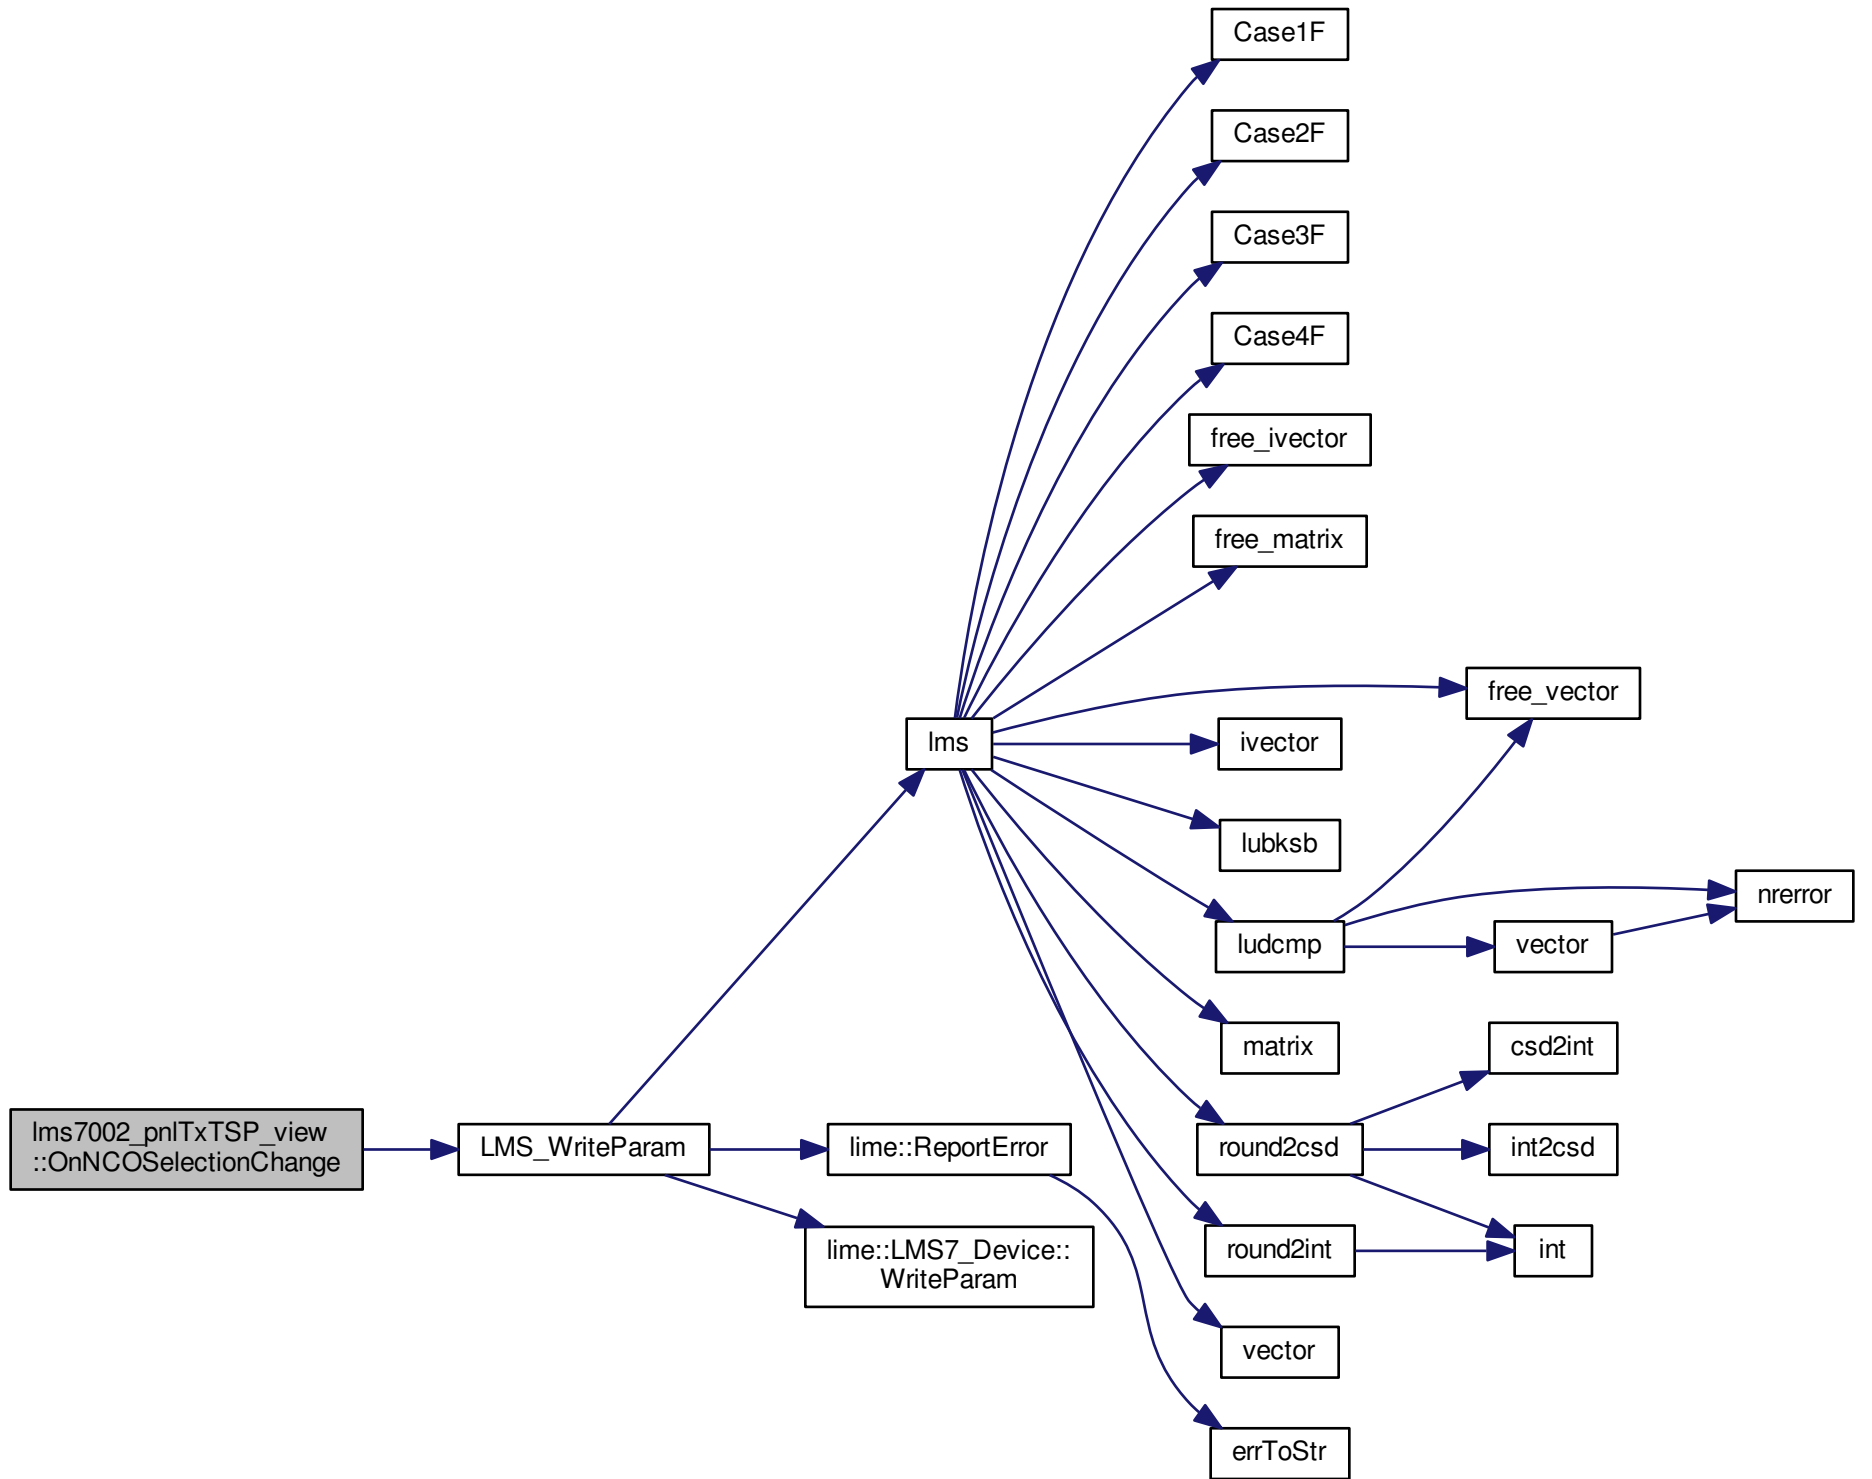 Case1F
Case2F
Case3F
Case4F
free_ivector
free_matrix
free_vector
lms
ivector
lubksb
nrerror
ludcmp
vector
matrix
csd2int
lms7002_pnlTxTSP_view
::OnNCOSelectionChange
LMS_WriteParam
lime::ReportError
round2csd
int2csd
lime::LMS7_Device::
WriteParam
round2int
int
vector
errToStr